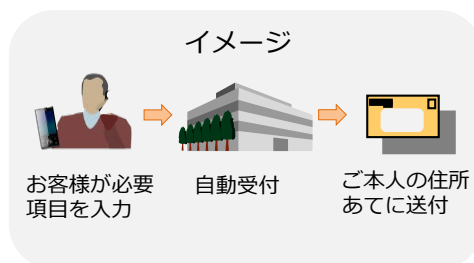 イメージ
お客様が必要
項目を入力
自動受付
ご本人の住所
あてに送付